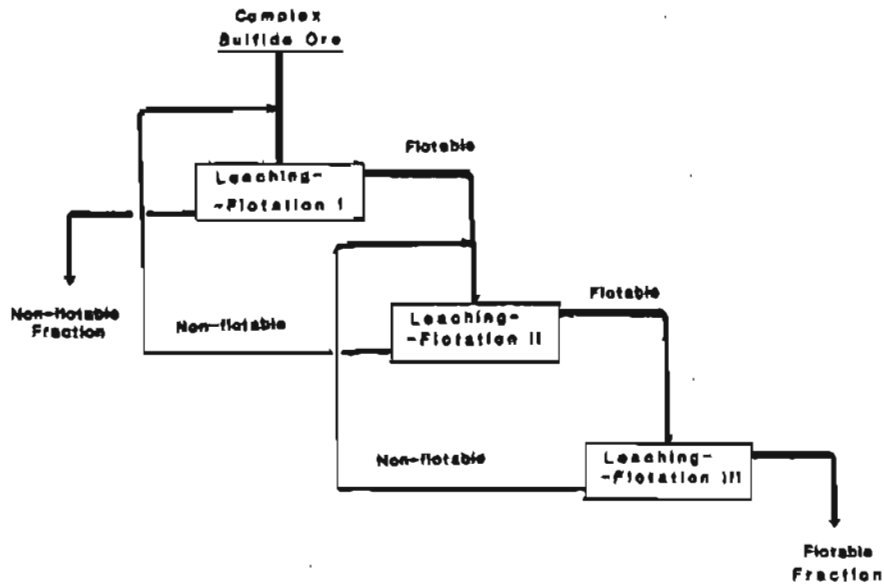 Complex
Sulfide Ore
Flotable
Leaching-
-Flotation I
Non-flotable
Fraction
Non-flotable
Flotable
Leaching-
-Flotation II
Non-flotable
Leaching-
-Flotation III
Flotable
Fraction